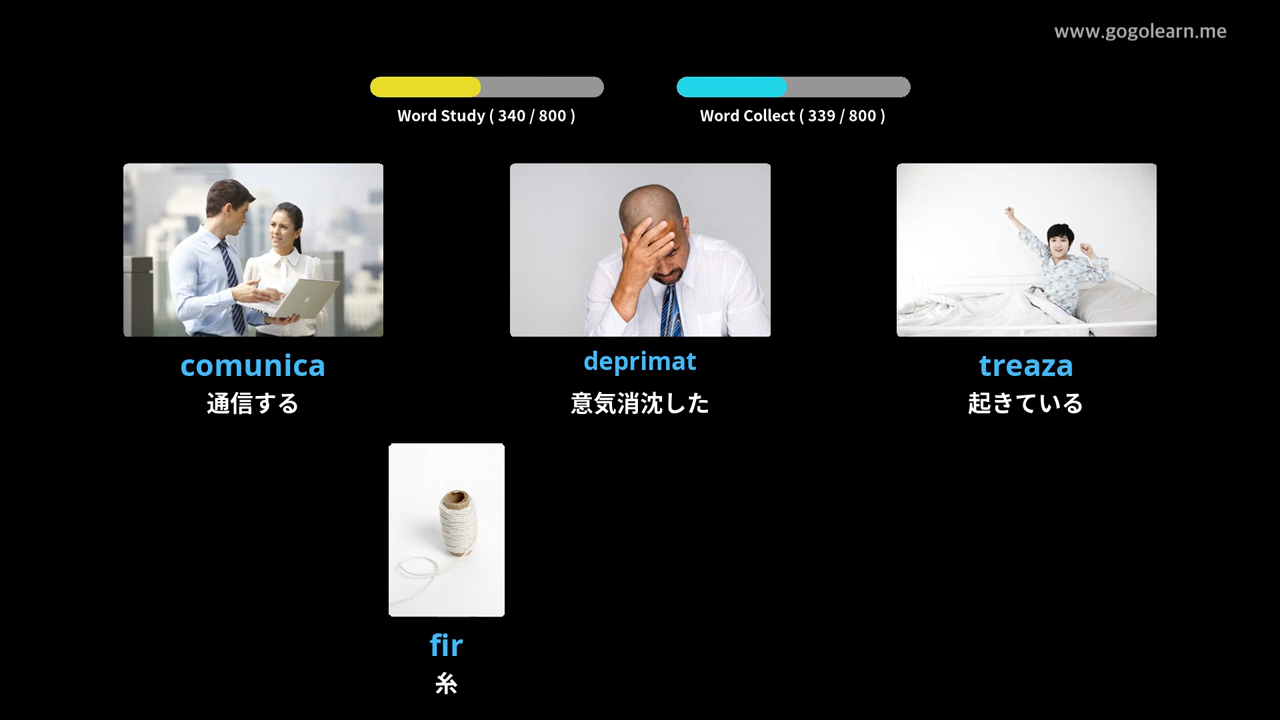 www.gogolearn.me
Word Study ( 340 / 800 )
Word Collect ( 339 / 800 )
comunica
deprimat
treaza
通信する
意気消沈した
起きている
fir
糸